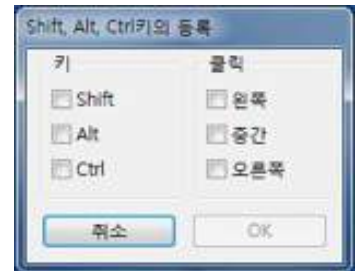 Shift, Alt, Ctrl키의 등록
키
클릭
Shift
왼쪽
Alt
중간
Ctrl
오른쪽
취소
OK